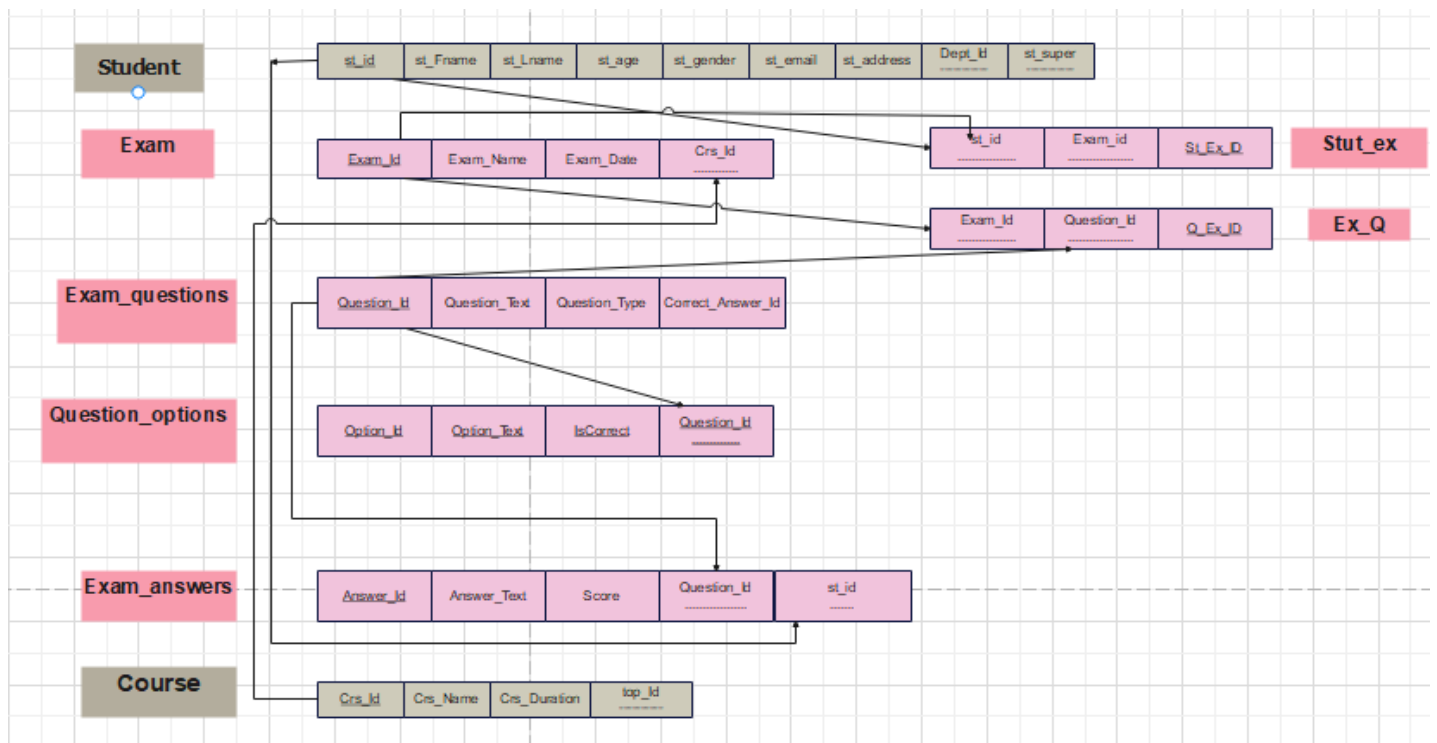 Student
st_id st_Fname st_Lname st_age st_gender st_email st_address Dept_Id st_super
Exam
Exam_Id Exam_Name Exam_Date Crs_Id
st_id Exam_id St_Ex_ID
Stut_ex
Exam_Id Question_Id Q_Ex_ID
Ex_Q
Exam_questions
Question_Id Question_Text Question_Type Correct_Answer_Id
Question_options
Option_Id Option_Text IsCorrect Question_Id
Exam_answers
Answer_Id Answer_Text Score Question_Id st_id
Course
Crs_Id Crs_Name Crs_Duration top_Id